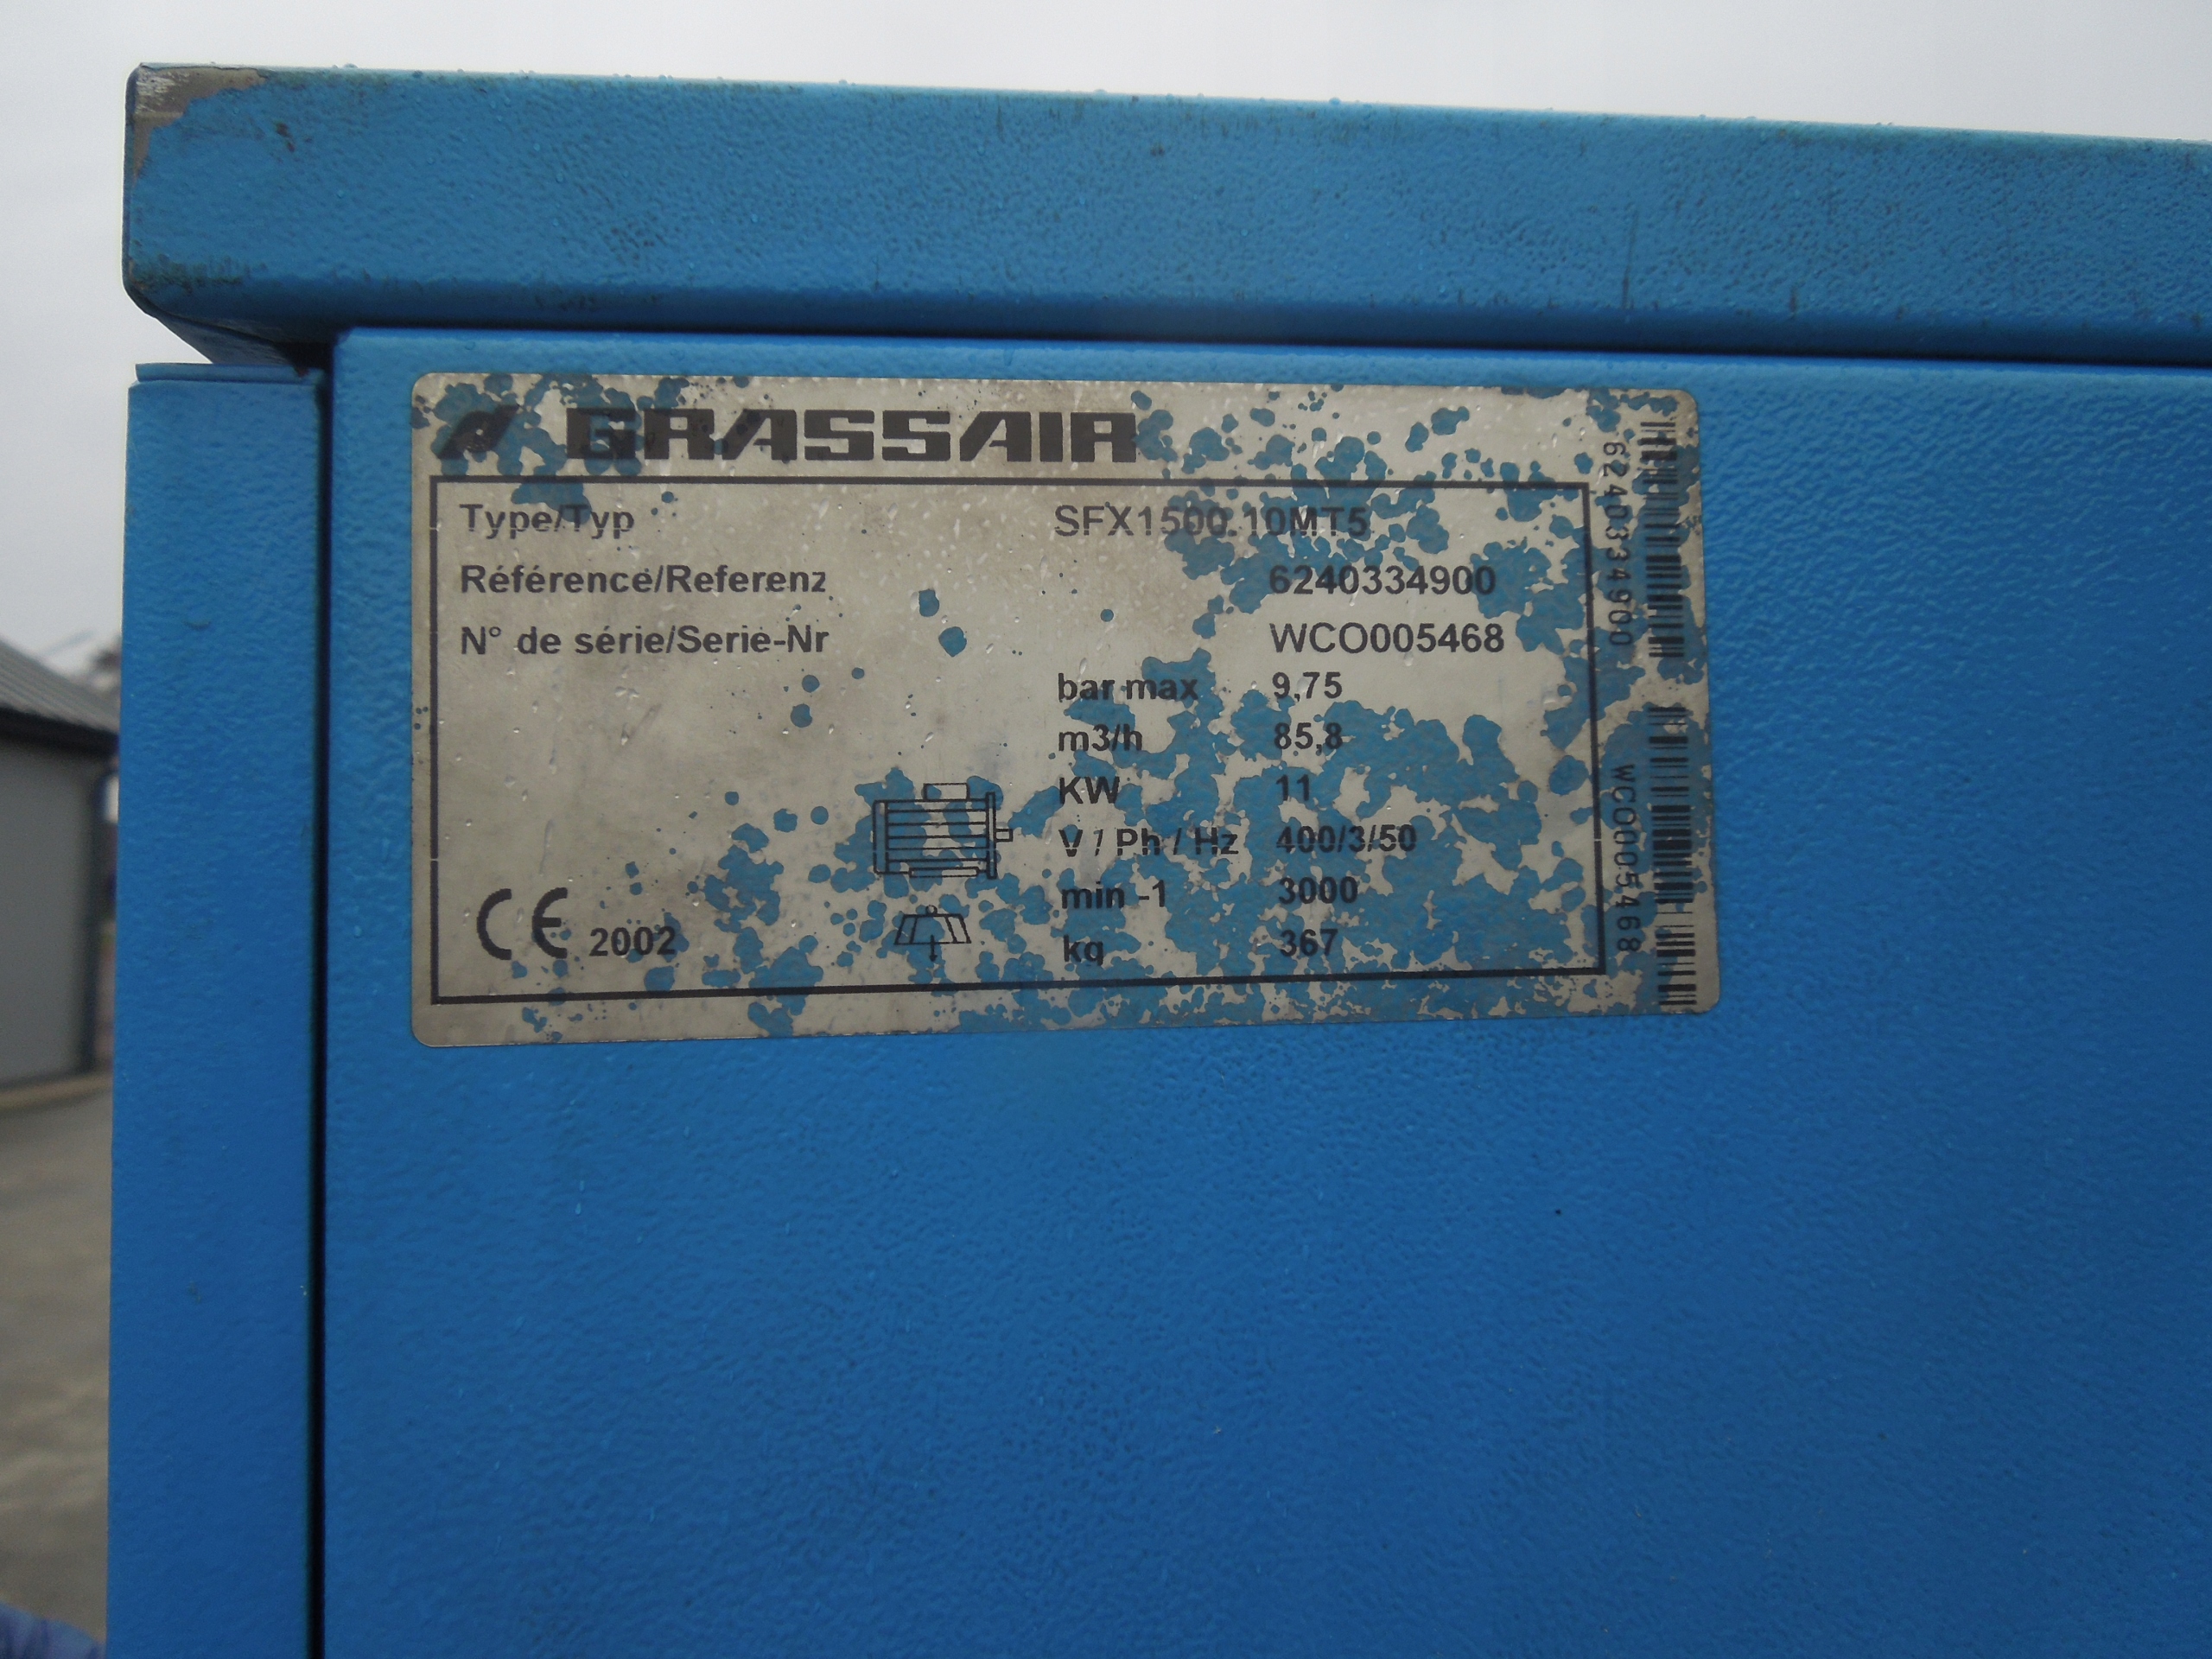 GRASSAIR
Type/Typ SFX1500.10MT5
Référence/Referenz 6240334900
N° de série/Serie-Nr WCO005468
bar max 9,75
m3/h 85,8
KW 11
V / Ph / Hz 400/3/50
min -1 3000
kg 367
CE 2002
6240334900
WCO005468